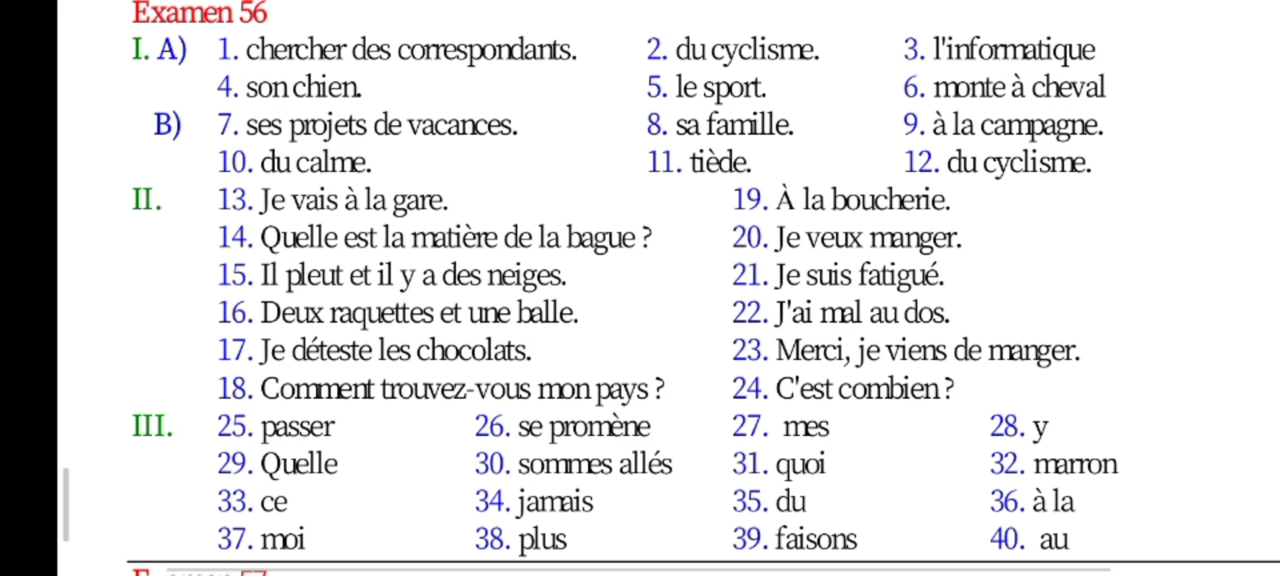 Examen 56
I. A) 1. chercher des correspondants. 2. du cyclisme. 3. l'informatique
4. son chien. 5. le sport. 6. monte à cheval
B) 7. ses projets de vacances. 8. sa famille. 9. à la campagne.
10. du calme. 11. tiède. 12. du cyclisme.
II. 13. Je vais à la gare. 19. À la boucherie.
14. Quelle est la matière de la bague ? 20. Je veux manger.
15. Il pleut et il y a des neiges. 21. Je suis fatigué.
16. Deux raquettes et une balle. 22. J'ai mal au dos.
17. Je déteste les chocolats. 23. Merci, je viens de manger.
18. Comment trouvez-vous mon pays ? 24. C'est combien ?
III. 25. passer 26. se promène 27. mes 28. y
29. Quelle 30. sommes allés 31. quoi 32. marron
33. ce 34. jamais 35. du 36. à la
37. moi 38. plus 39. faisons 40. au